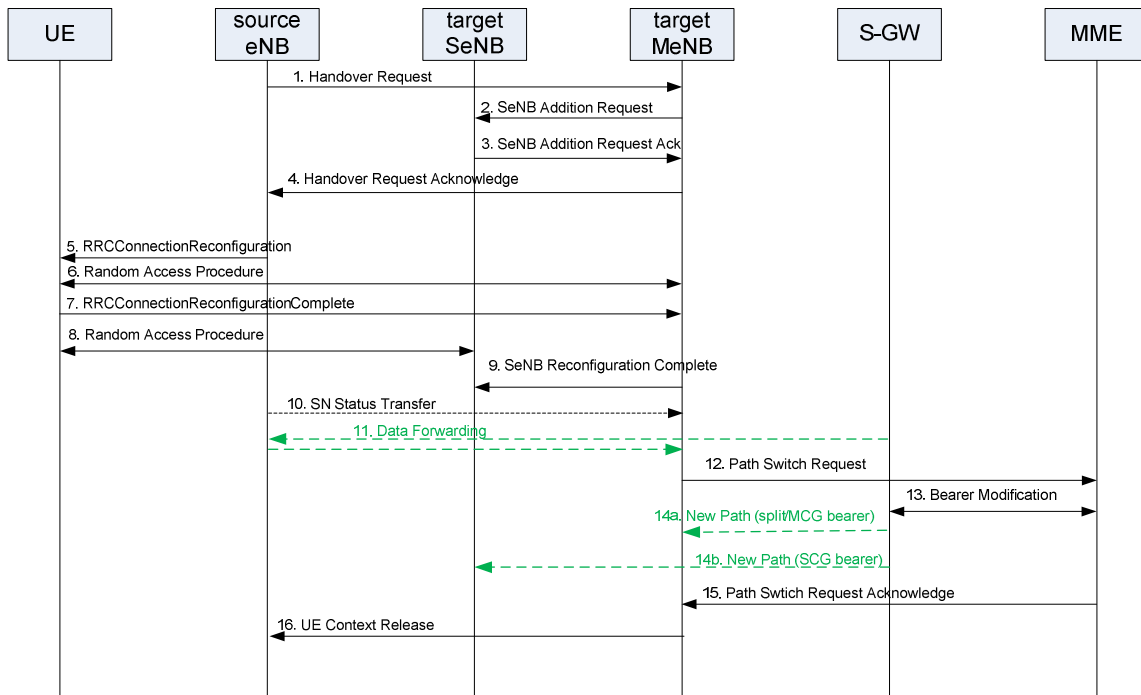 UE
source
eNB
target
SeNB
target
MeNB
S-GW
MME
1. Handover Request
2. SeNB Addition Request
3. SeNB Addition Request Ack
4. Handover Request Acknowledge
5. RRCConnectionReconfiguration
6. Random Access Procedure
7. RRCConnectionReconfigurationComplete
8. Random Access Procedure
9. SeNB Reconfiguration Complete
10. SN Status Transfer
11. Data Forwarding
12. Path Switch Request
13. Bearer Modification
14a. New Path (split/MCG bearer)
14b. New Path (SCG bearer)
15. Path Swtich Request Acknowledge
16. UE Context Release